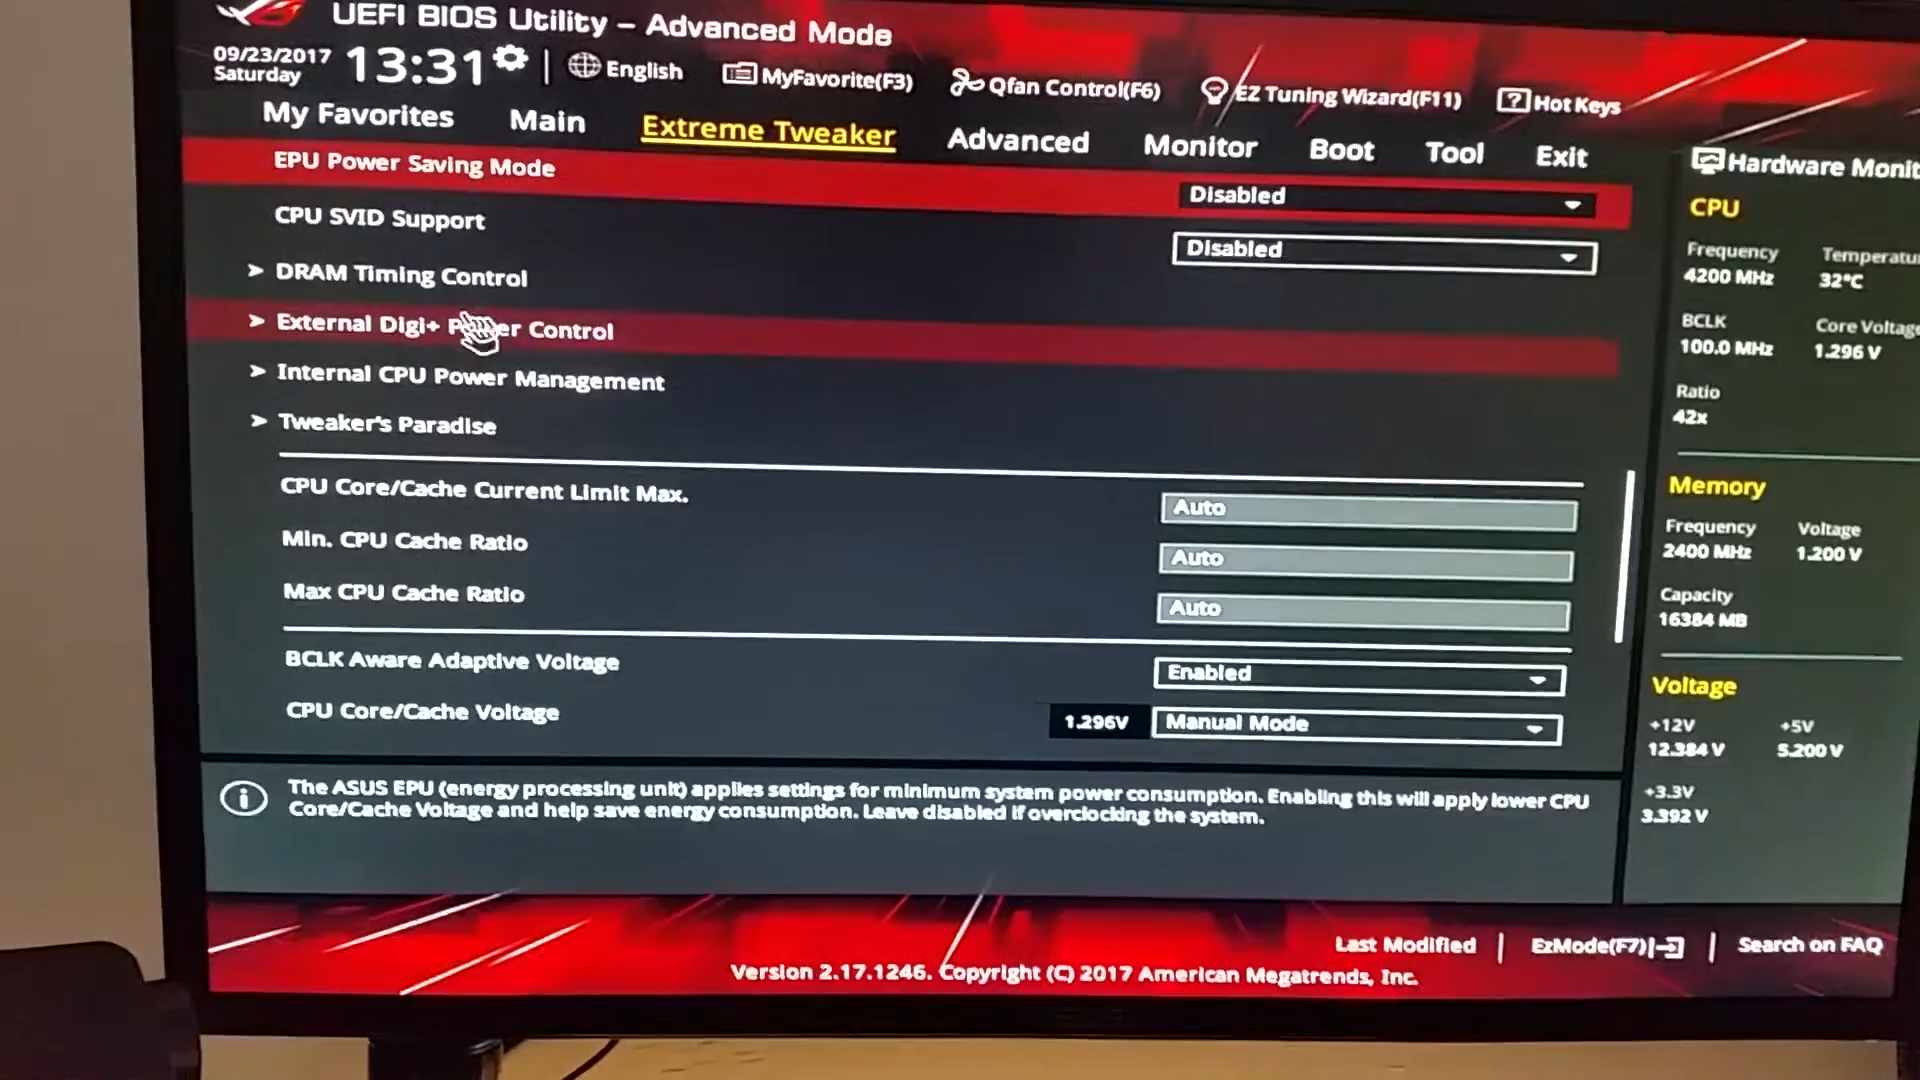 UEFI BIOS Utility – Advanced Mode
09/23/2017
Saturday
13:31
English
MyFavorite(F3)
Qfan Control(F6)
EZ Tuning Wizard(F11)
? Hot Keys
My Favorites
Main
Extreme Tweaker
Advanced
Monitor
Boot
Tool
Exit
EPU Power Saving Mode
Disabled
CPU SVID Support
Disabled
> DRAM Timing Control
> External Digi+ Power Control
> Internal CPU Power Management
> Tweaker's Paradise
CPU Core/Cache Current Limit Max.
Auto
Min. CPU Cache Ratio
Auto
Max CPU Cache Ratio
Auto
BCLK Aware Adaptive Voltage
Enabled
CPU Core/Cache Voltage
1.296V
Manual Mode
The ASUS EPU (energy processing unit) applies settings for minimum system power consumption. Enabling this will apply lower CPU
Core/Cache Voltage and help save energy consumption. Leave disabled if overclocking the system.
Hardware Monit
CPU
Frequency
Temperatu
4200 MHz
32°C
BCLK
Core Voltage
100.0 MHz
1.296 V
Ratio
42x
Memory
Frequency
Voltage
2400 MHz
1.200 V
Capacity
16384 MB
Voltage
+12V
+5V
12.384 V
5.200 V
+3.3V
3.392 V
Last Modified
EzMode(F7)
Search on FAQ
Version 2.17.1246. Copyright (C) 2017 American Megatrends, Inc.